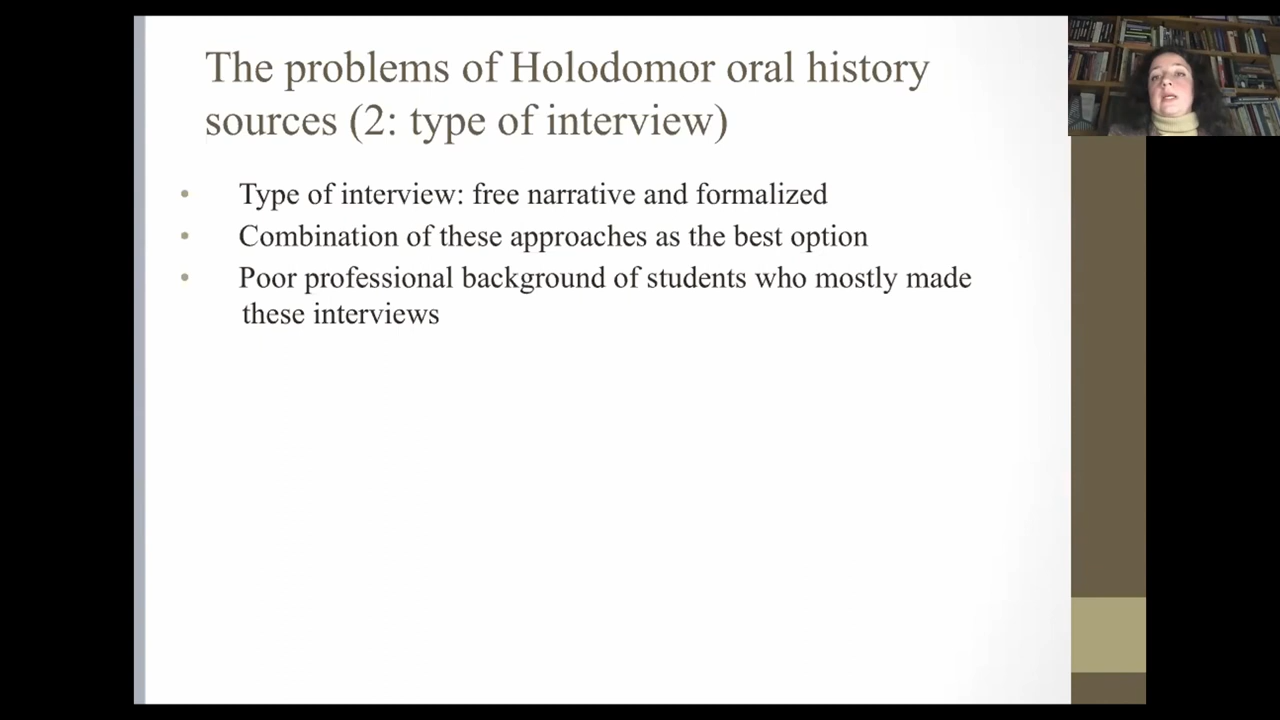 The problems of Holodomor oral history
sources (2: type of interview)
• Type of interview: free narrative and formalized
• Combination of these approaches as the best option
• Poor professional background of students who mostly made
these interviews